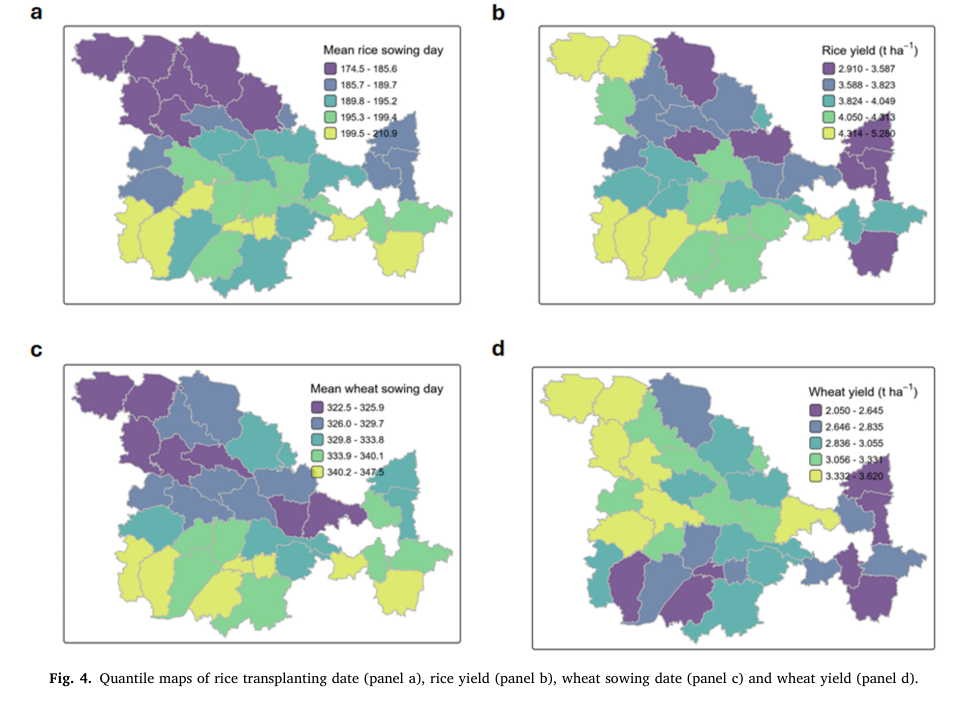 a
Mean rice sowing day
174.5 - 185.6
185.7 - 189.7
189.8 - 195.2
195.3 - 199.4
199.5 - 210.9
b
Rice yield (t ha⁻¹)
2.910 - 3.587
3.588 - 3.823
3.824 - 4.049
4.050 - 4.313
4.314 - 5.280
c
Mean wheat sowing day
322.5 - 325.9
326.0 - 329.7
329.8 - 333.8
333.9 - 340.1
340.2 - 347.5
d
Wheat yield (t ha⁻¹)
2.050 - 2.645
2.646 - 2.835
2.836 - 3.055
3.056 - 3.331
3.332 - 3.620
Fig. 4. Quantile maps of rice transplanting date (panel a), rice yield (panel b), wheat sowing date (panel c) and wheat yield (panel d).